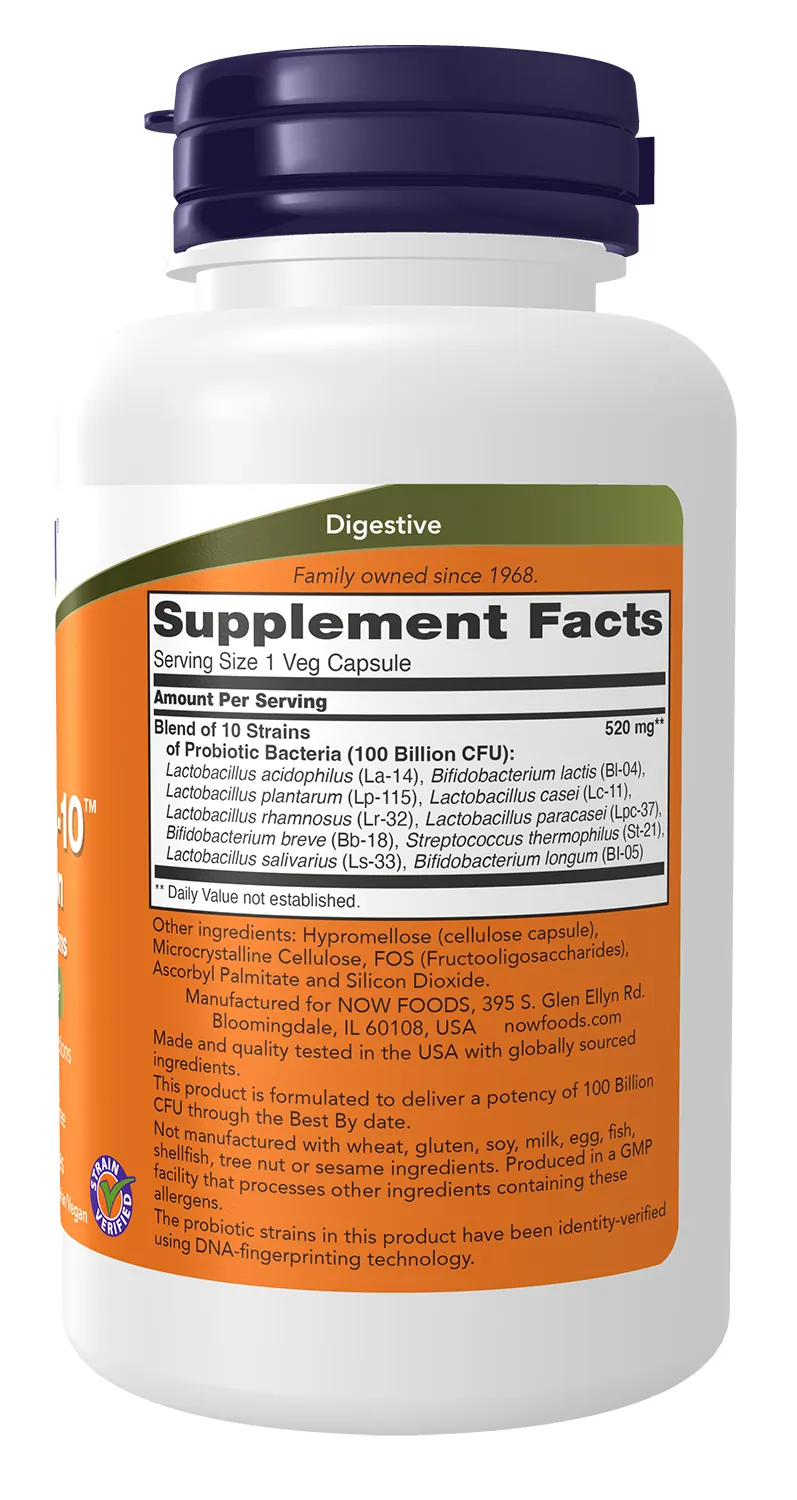 Digestive
Family owned since 1968.
Supplement Facts
Serving Size 1 Veg Capsule
Amount Per Serving
Blend of 10 Strains 520 mg**
of Probiotic Bacteria (100 Billion CFU):
Lactobacillus acidophilus (La-14), Bifidobacterium lactis (Bl-04),
Lactobacillus plantarum (Lp-115), Lactobacillus casei (Lc-11),
Lactobacillus rhamnosus (Lr-32), Lactobacillus paracasei (Lpc-37),
Bifidobacterium breve (Bb-18), Streptococcus thermophilus (St-21),
Lactobacillus salivarius (Ls-33), Bifidobacterium longum (Bl-05)
** Daily Value not established.
Other ingredients: Hypromellose (cellulose capsule),
Microcrystalline Cellulose, FOS (Fructooligosaccharides),
Ascorbyl Palmitate and Silicon Dioxide.
Manufactured for NOW FOODS, 395 S. Glen Ellyn Rd.
Bloomingdale, IL 60108, USA nowfoods.com
Made and quality tested in the USA with globally sourced
ingredients.
This product is formulated to deliver a potency of 100 Billion
CFU through the Best By date.
Not manufactured with wheat, gluten, soy, milk, egg, fish,
shellfish, tree nut or sesame ingredients. Produced in a GMP
facility that processes other ingredients containing these
allergens.
The probiotic strains in this product have been identity-verified
using DNA-fingerprinting technology.
-10™
STRAIN
VERIFIED
Vegan